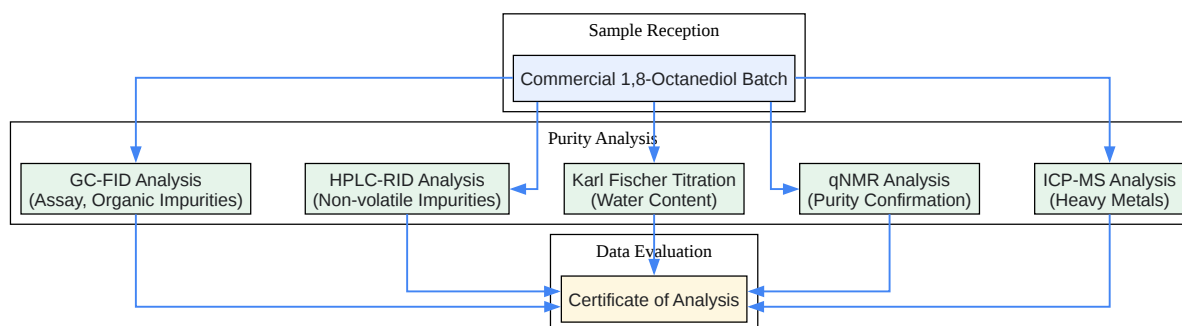 Sample Reception
Commercial 1,8-Octanediol Batch
Purity Analysis
GC-FID Analysis
(Assay, Organic Impurities)
HPLC-RID Analysis
(Non-volatile Impurities)
Karl Fischer Titration
(Water Content)
qNMR Analysis
(Purity Confirmation)
ICP-MS Analysis
(Heavy Metals)
Data Evaluation
Certificate of Analysis